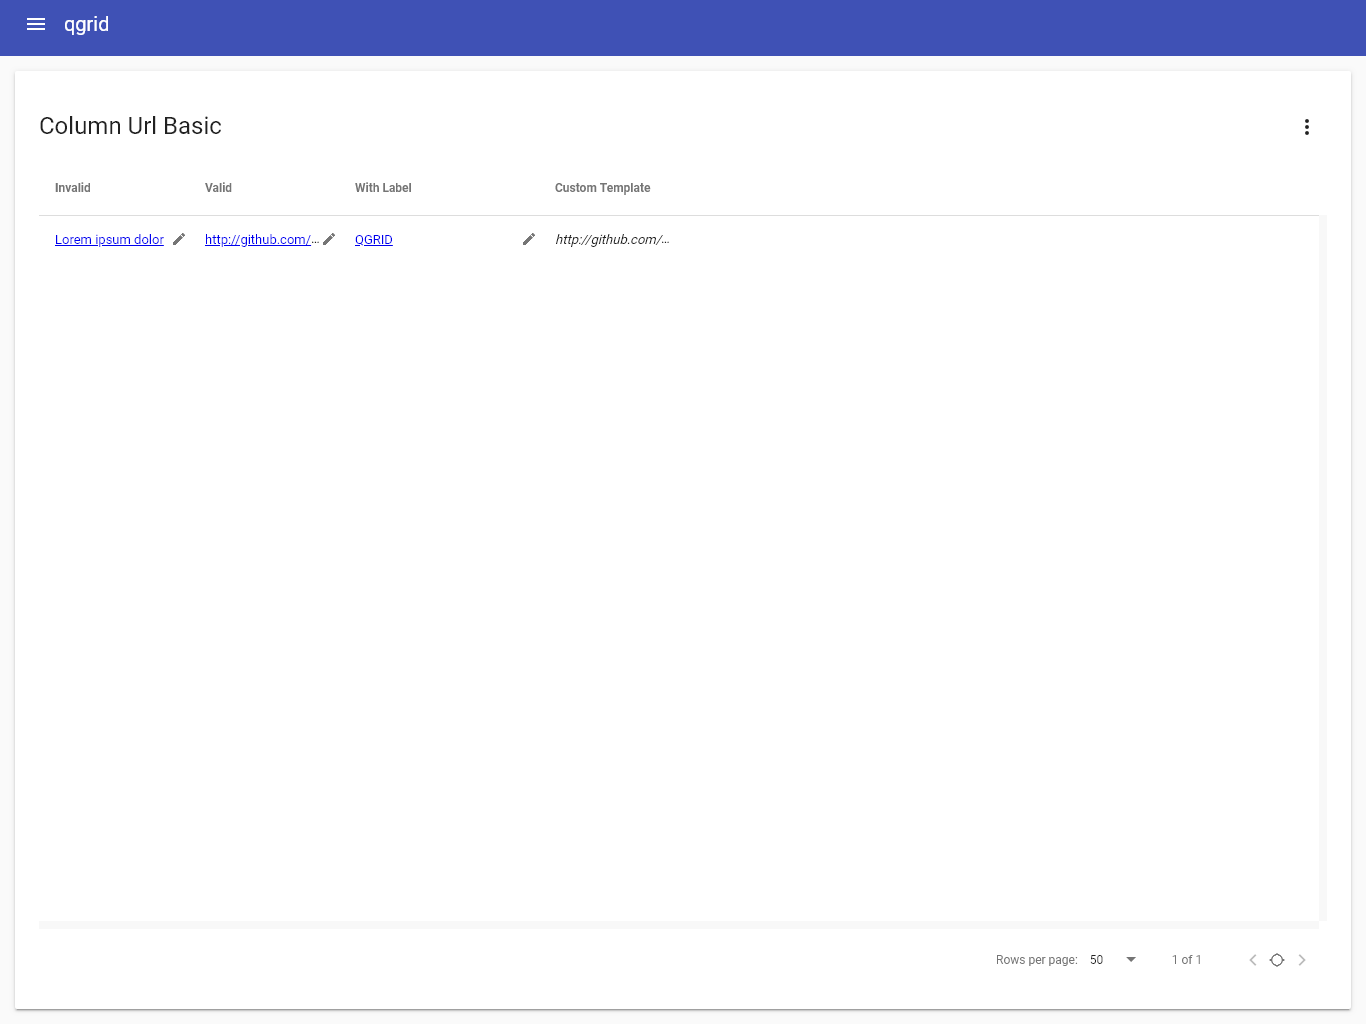 qgrid
Column Url Basic
Invalid Valid With Label Custom Template
Lorem ipsum dolor http://github.com/... QGRID http://github.com/...
Rows per page: 50 1 of 1